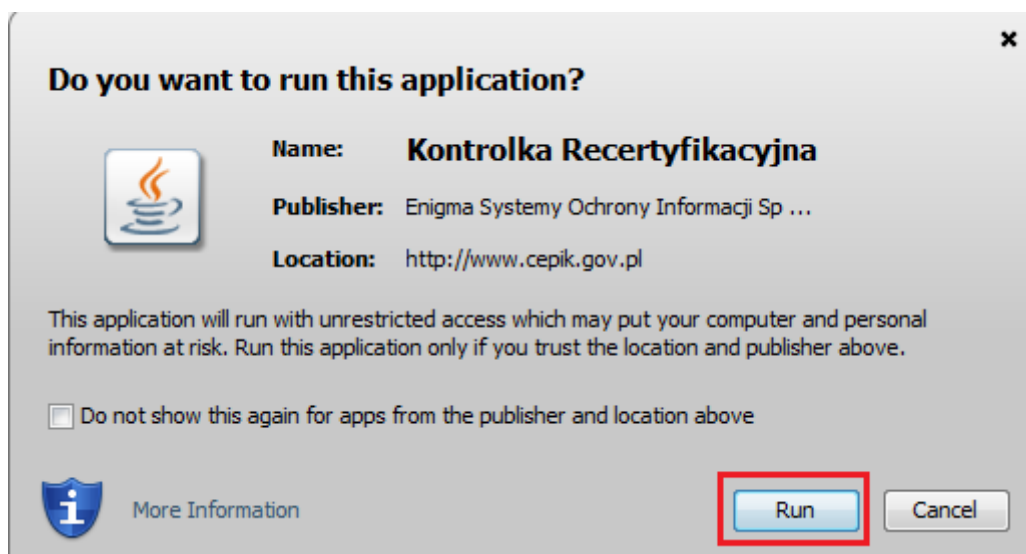 Do you want to run this application?
Name: Kontrolka Recertyfikacyjna
Publisher: Enigma Systemy Ochrony Informacji Sp ...
Location: http://www.cepik.gov.pl
This application will run with unrestricted access which may put your computer and personal
information at risk. Run this application only if you trust the location and publisher above.
Do not show this again for apps from the publisher and location above
More Information
Run
Cancel